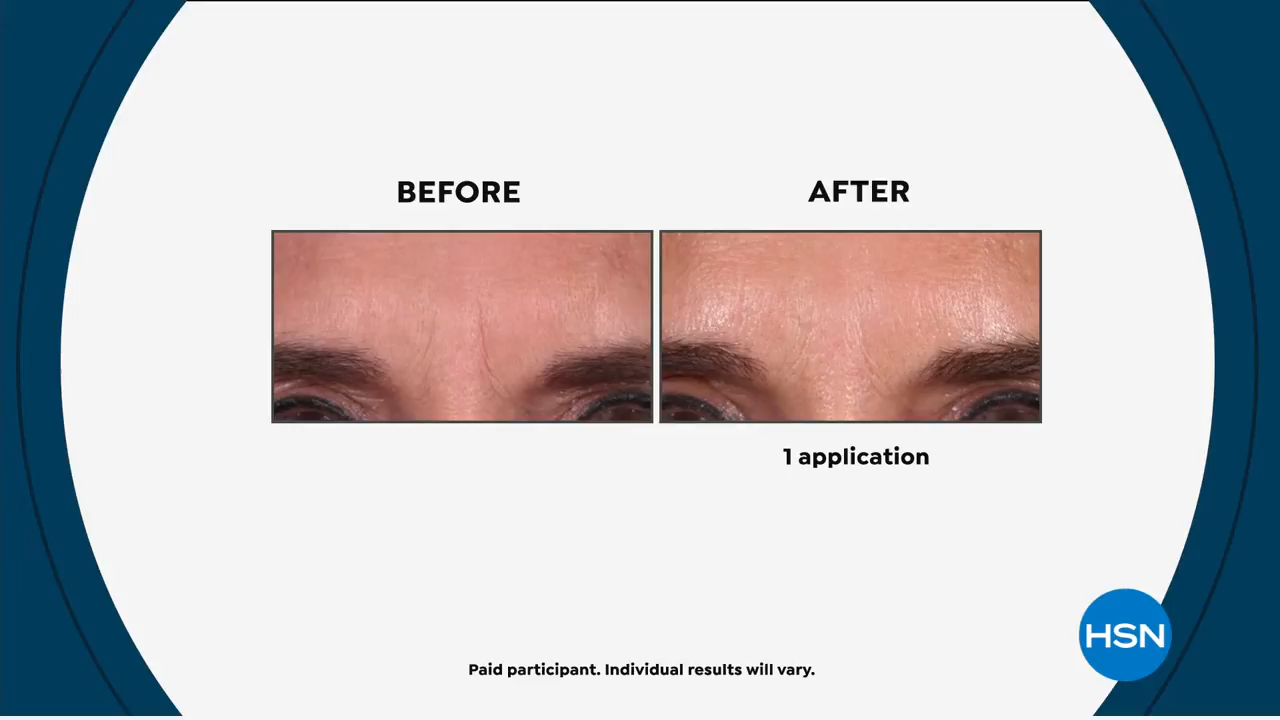 BEFORE
AFTER
1 application
HSN
Paid participant. Individual results will vary.